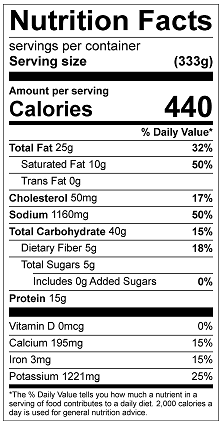 Nutrition Facts
servings per container
Serving size (333g)
Amount per serving
Calories 440
% Daily Value*
Total Fat 25g 32%
Saturated Fat 10g 50%
Trans Fat 0g
Cholesterol 50mg 17%
Sodium 1160mg 50%
Total Carbohydrate 40g 15%
Dietary Fiber 5g 18%
Total Sugars 5g
Includes 0g Added Sugars 0%
Protein 15g
Vitamin D 0mcg 0%
Calcium 195mg 15%
Iron 3mg 15%
Potassium 1221mg 25%
*The % Daily Value tells you how much a nutrient in a
serving of food contributes to a daily diet. 2,000 calories a
day is used for general nutrition advice.